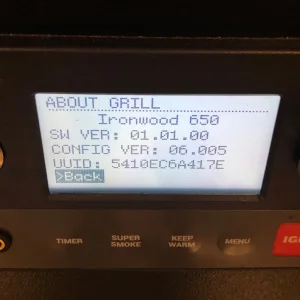 ABOUT GRILL
Ironwood 650
SW VER: 01.01.00
CONFIG VER: 06.005
UUID: 5410EC6A417E
>Back
TIMER
SUPER
SMOKE
KEEP
WARM
MENU